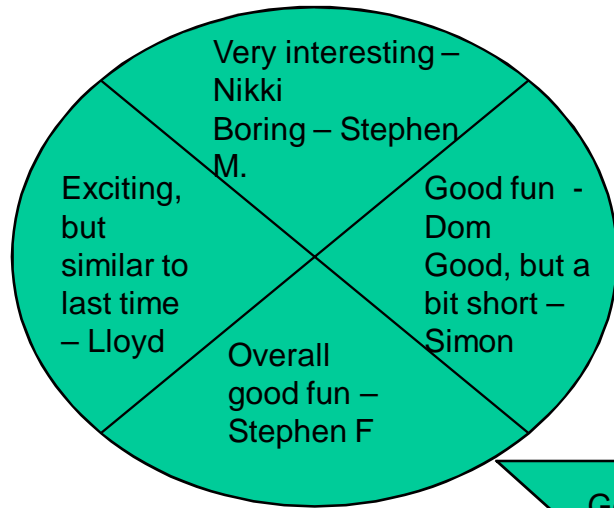 Very interesting –
Nikki
Boring – Stephen
M.
Exciting,
but
similar to
last time
– Lloyd
Good fun  -
Dom
Good, but a
bit short –
Simon
Overall
good fun –
Stephen F
G